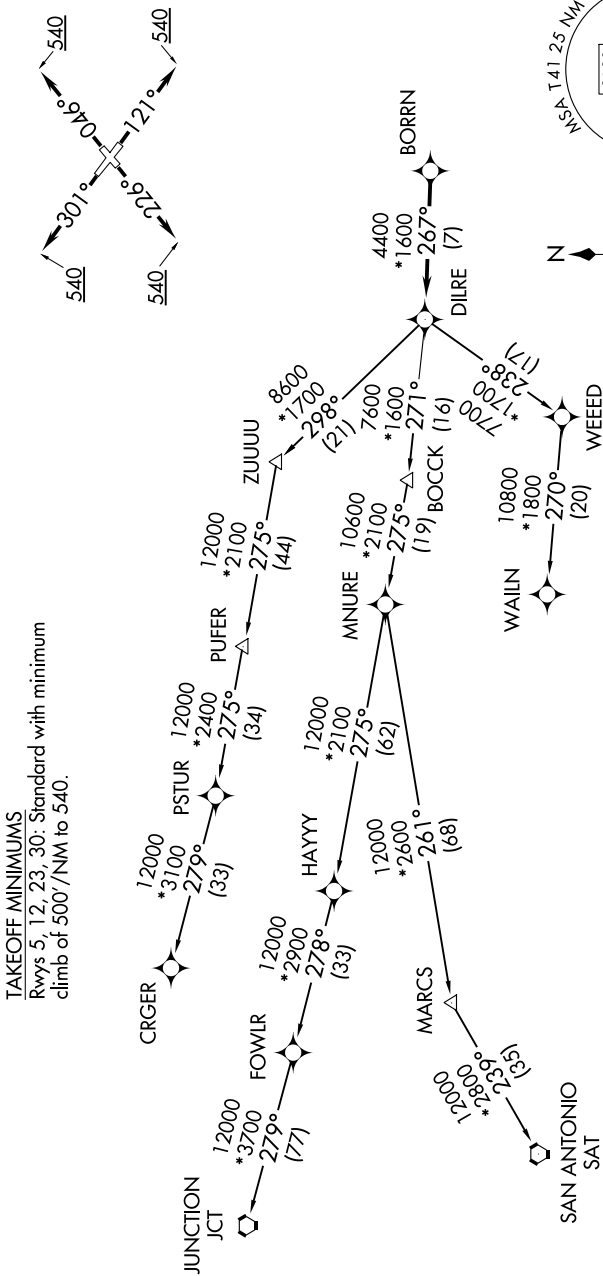 TAKEOFF MINIMUMS
Rwys 5, 12, 23, 30: Standard with minimum
climb of 500'/NM to 540.
540
540
540
540
301°
046°
226°
121°
CRGER
12000
*3100
279°
(33)
PSTUR
12000
*2400
275°
(34)
PUFER
12000
*2100
275°
(44)
ZUUUU
8600
*1700
298°
(21)
JUNCTION
JCT
12000
*3700
279°
(77)
FOWLR
12000
*2900
278°
(33)
HAYYY
12000
*2100
275°
(62)
MNURE
10600
*2100
275°
(19)
BOCCK
7600
*1600
271°
(16)
DILRE
4400
*1600
267°
(7)
BORRN
SAN ANTONIO
SAT
12000
*2800
239°
(35)
MARCS
12000
*2600
261°
(68)
WAILN
10800
*1800
270°
(20)
WEEED
7700
*1700
238°
(17)
N
MSA T41 25 NM